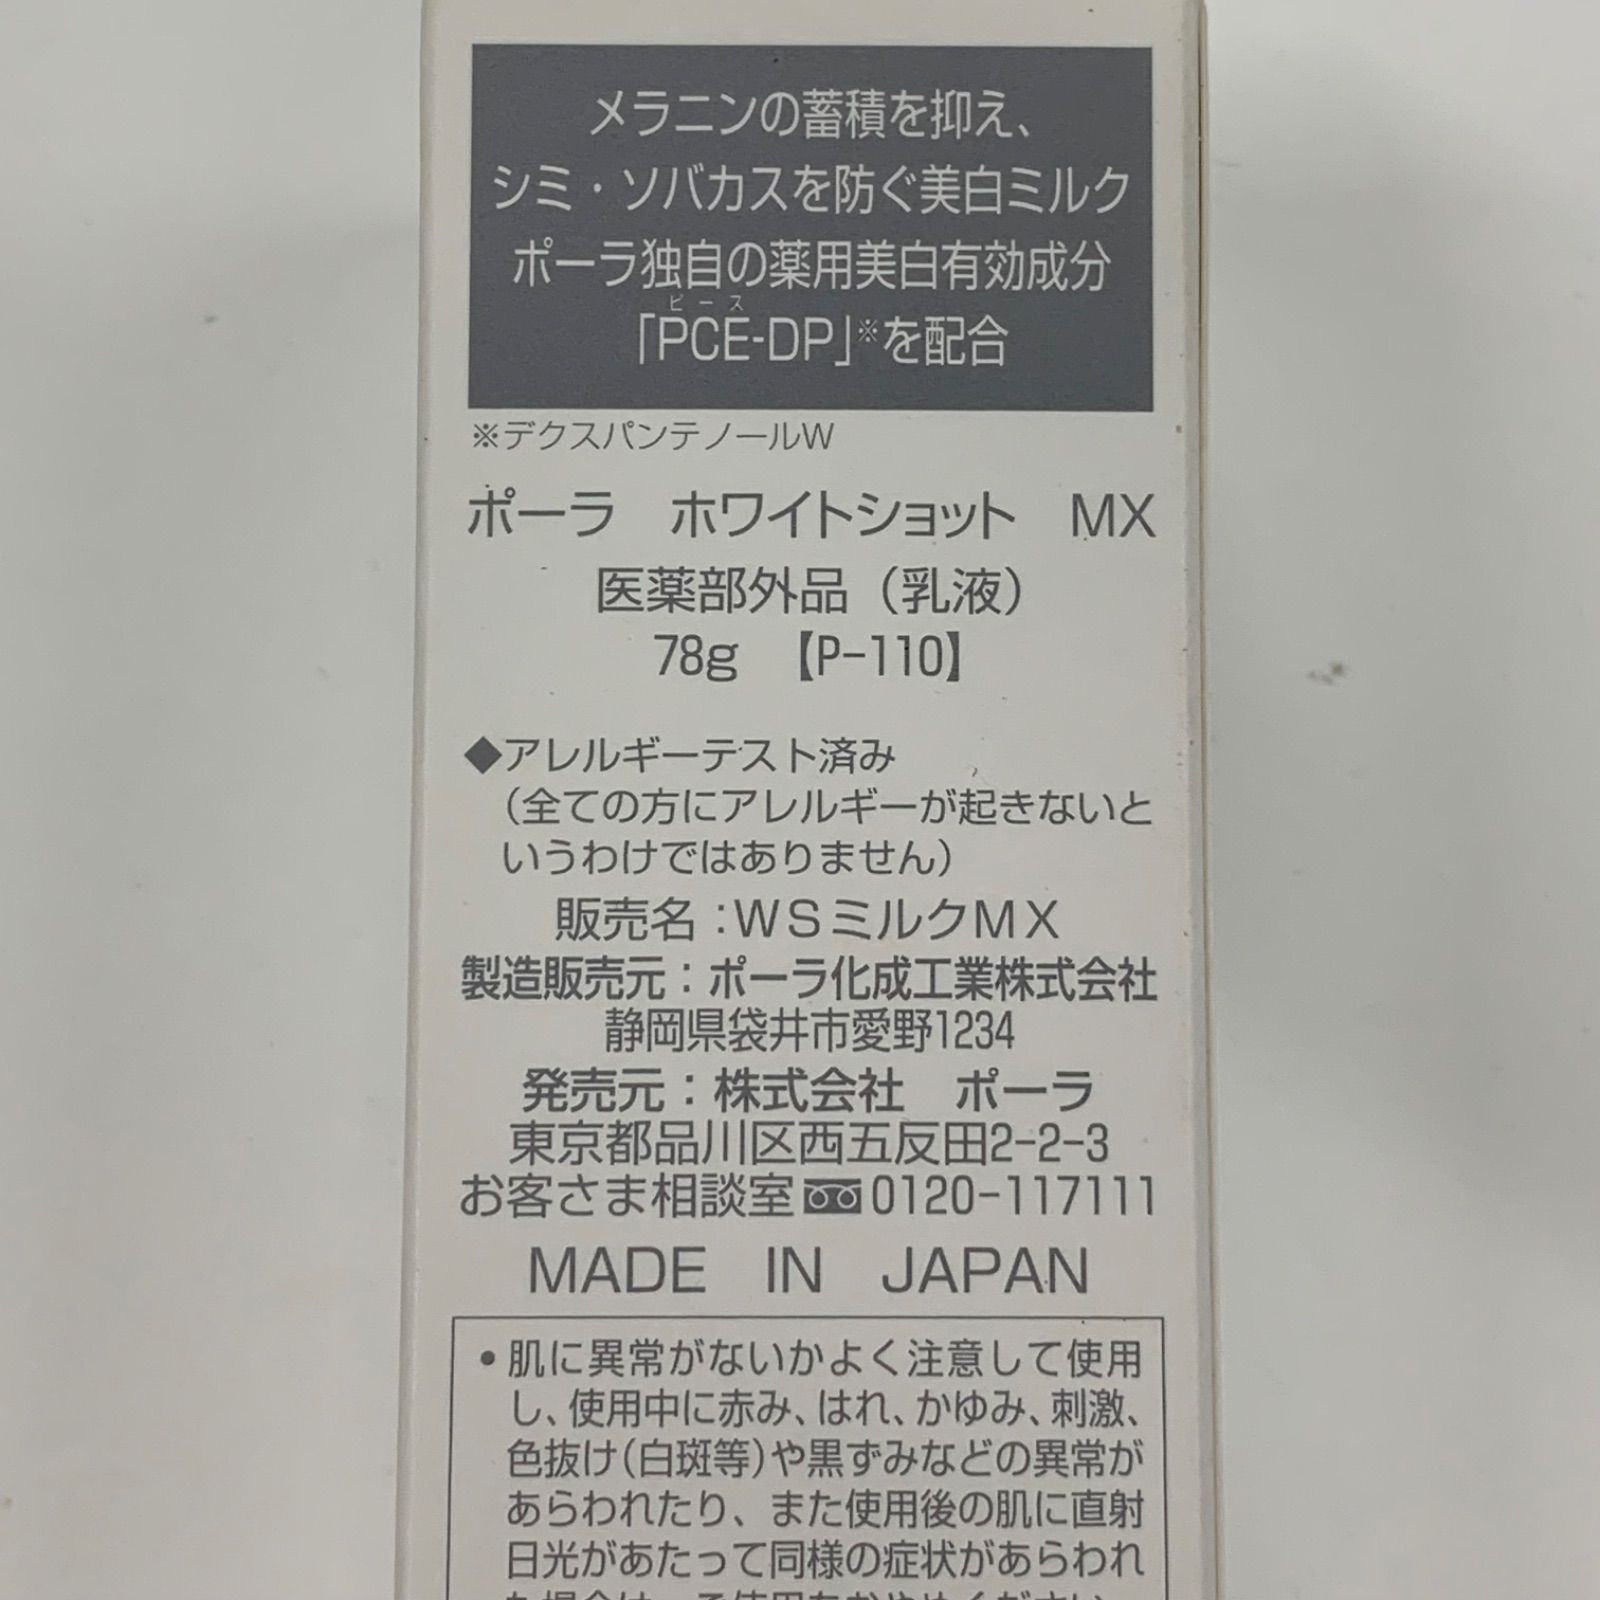 メラニンの蓄積を抑え、
シミ・ソバカスを防ぐ美白ミルク
ポーラ独自の薬用美白有効成分
ピース
「PCE-DP」※を配合
※デクスパンテノールW
ポーラ　ホワイトショット　MX
医薬部外品（乳液）
78g　【P-110】
◆アレルギーテスト済み
（全ての方にアレルギーが起きないと
いうわけではありません）
販売名：ＷＳミルクＭＸ
製造販売元：ポーラ化成工業株式会社
静岡県袋井市愛野1234
発売元：株式会社　ポーラ
東京都品川区西五反田2-2-3
お客さま相談室 0120-117111
MADE IN JAPAN
•肌に異常がないかよく注意して使用
し、使用中に赤み、はれ、かゆみ、刺激、
色抜け（白斑等）や黒ずみなどの異常が
あらわれたり、また使用後の肌に直射
日光があたって同様の症状があらわれ